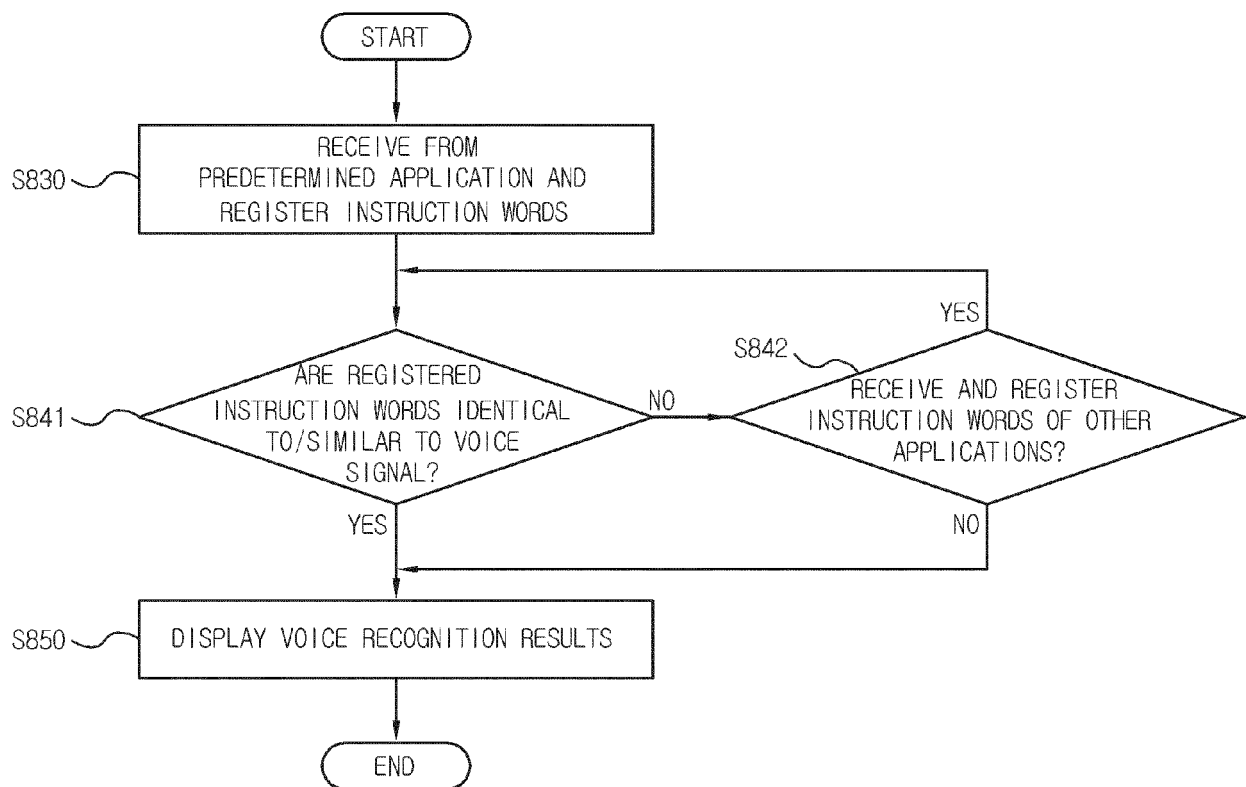 START
S830
RECEIVE FROM
PREDETERMINED APPLICATION AND
REGISTER INSTRUCTION WORDS
YES
S842
S841
ARE REGISTERED
INSTRUCTION WORDS IDENTICAL
TO/SIMILAR TO VOICE
SIGNAL?
NO
RECEIVE AND REGISTER
INSTRUCTION WORDS OF OTHER
APPLICATIONS?
YES
NO
S850
DISPLAY VOICE RECOGNITION RESULTS
END